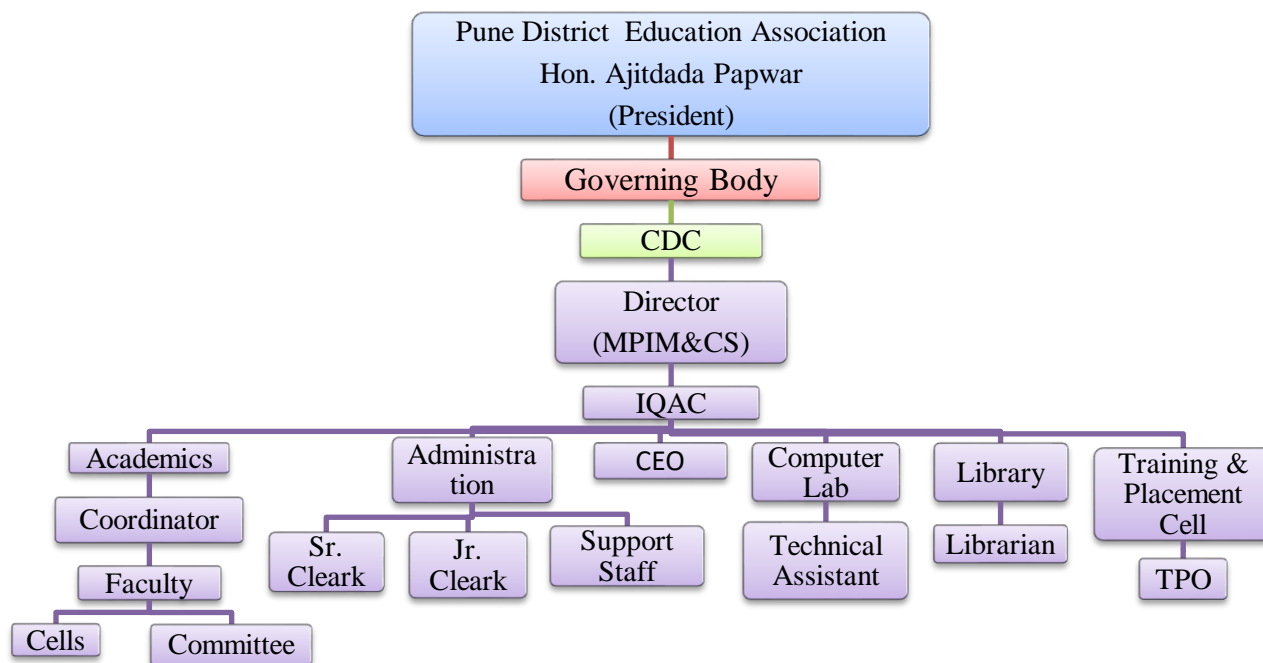 Pune District Education Association
Hon. Ajitdada Papwar
(President)
Governing Body
CDC
Director
(MPIM&CS)
IQAC
Academics
Administra
tion
CEO
Computer
Lab
Library
Training &
Placement
Cell
Coordinator
Sr.
Cleark
Jr.
Cleark
Support
Staff
Technical
Assistant
Librarian
TPO
Faculty
Cells
Committee